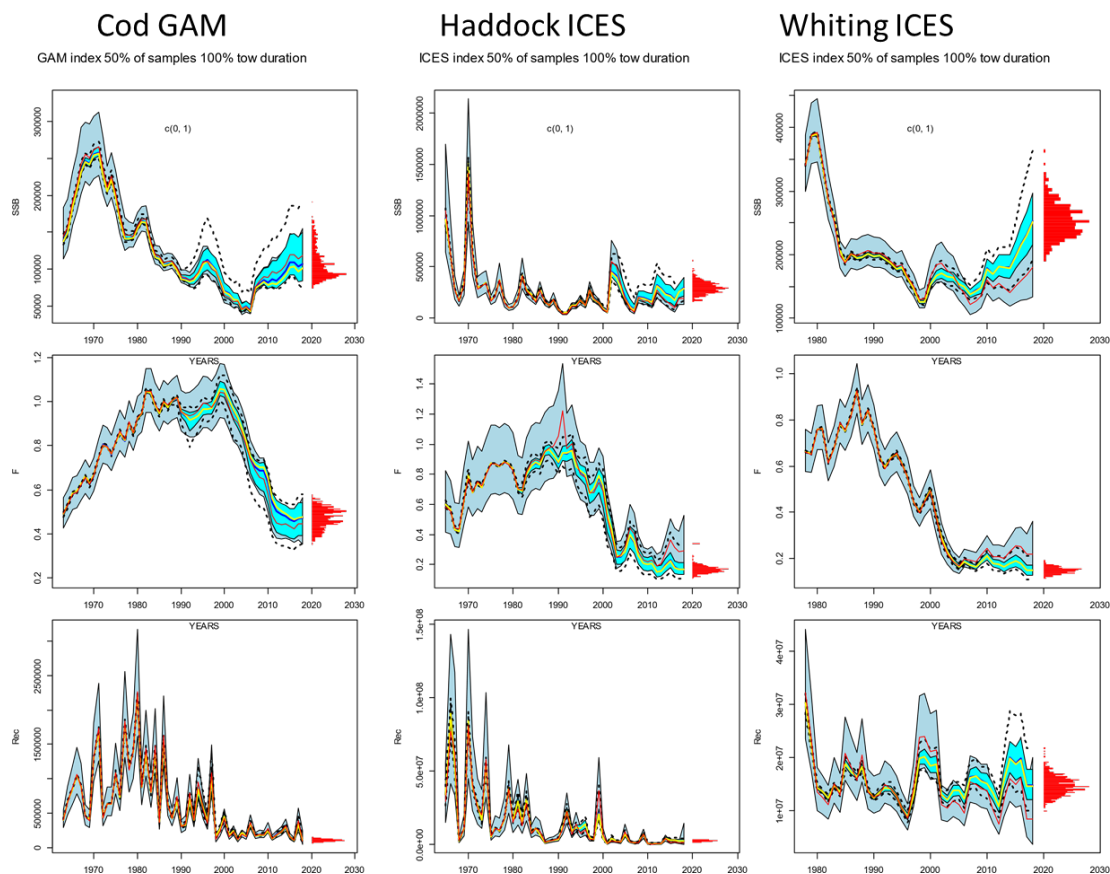 Cod GAM
Haddock ICES
Whiting ICES
GAM index 50% of samples 100% tow duration
ICES index 50% of samples 100% tow duration
ICES index 50% of samples 100% tow duration
SSB
50000 100000 200000 300000
c(0, 1)
1970 1980 1990 2000 2010 2020 2030
YEARS
SSB
0 500000 1000000 1500000 2000000
c(0, 1)
1970 1980 1990 2000 2010 2020 2030
YEARS
SSB
100000 200000 300000 400000
c(0, 1)
1980 1990 2000 2010 2020 2030
YEARS
F
0.2 0.4 0.6 0.8 1.0 1.2
1970 1980 1990 2000 2010 2020 2030
YEARS
F
0.2 0.4 0.6 0.8 1.0 1.2 1.4
1970 1980 1990 2000 2010 2020 2030
YEARS
F
0.2 0.4 0.6 0.8 1.0
1980 1990 2000 2010 2020 2030
YEARS
Rec
0 500000 1500000 2500000
1970 1980 1990 2000 2010 2020 2030
Rec
0.0e+00 5.0e+07 1.0e+08 1.5e+08
1970 1980 1990 2000 2010 2020 2030
Rec
1e+07 2e+07 3e+07 4e+07
1980 1990 2000 2010 2020 2030